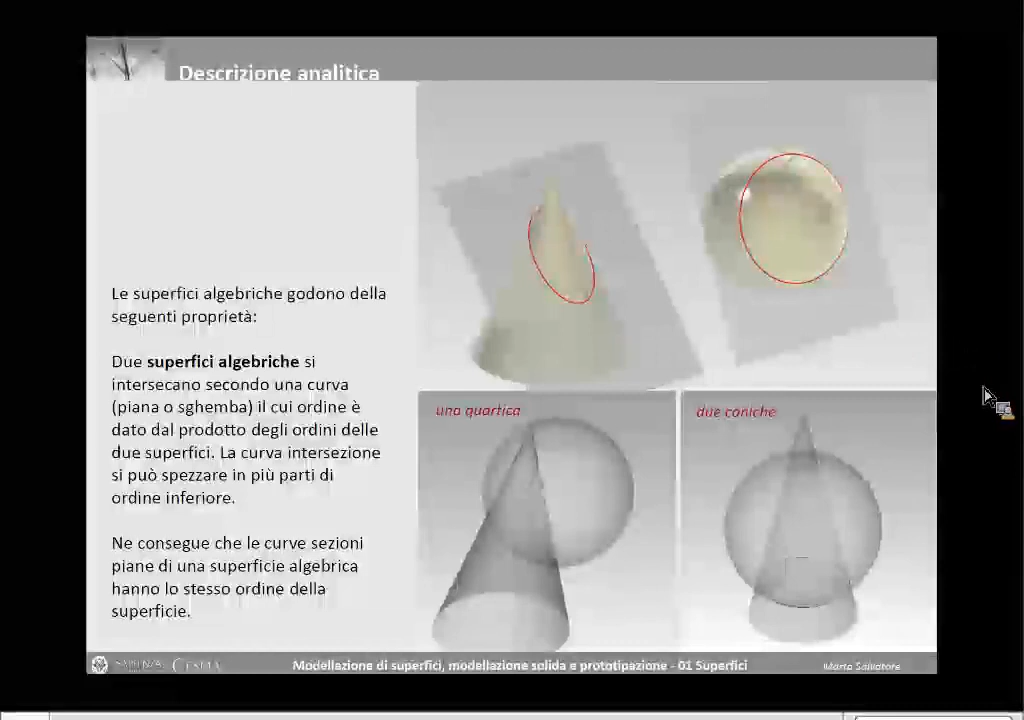 Descrizione analitica
Le superfici algebriche godono della
seguenti proprietà:
Due superfici algebriche si
intersecano secondo una curva
(piana o sghemba) il cui ordine è
dato dal prodotto degli ordini delle
due superfici. La curva intersezione
si può spezzare in più parti di
ordine inferiore.
Ne consegue che le curve sezioni
piane di una superficie algebrica
hanno lo stesso ordine della
superficie.
una quartica
due coniche
Modellazione di superfici, modellazione solida e prototipazione - 01 Superfici
Marta Salvatore